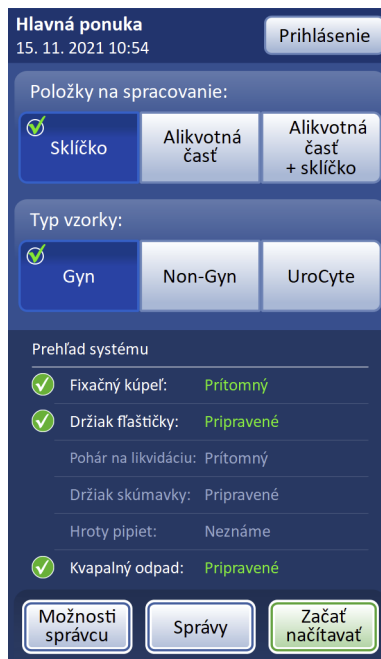 Hlavná ponuka
15. 11. 2021 10:54
Prihlásenie
Položky na spracovanie:
Sklíčko
Alikvotná
časť
Alikvotná
časť
+ sklíčko
Typ vzorky:
Gyn
Non-Gyn
UroCyte
Prehľad systému
Fixačný kúpeľ: Prítomný
Držiak fľaštičky: Pripravené
Pohár na likvidáciu: Prítomný
Držiak skúmavky: Pripravené
Hroty pipiet: Neznáme
Kvapalný odpad: Pripravené
Možnosti
správcu
Správy
Začať
načítavať